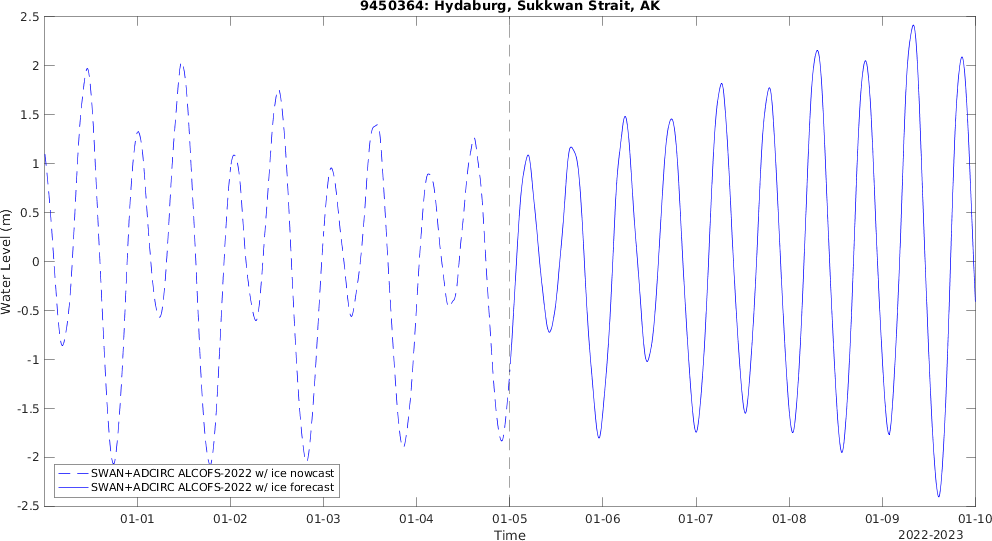 9450364: Hydaburg, Sukkwan Strait, AK
2.5
2
1.5
1
0.5
0
-0.5
-1
-1.5
-2
-2.5
Water Level (m)
SWAN+ADCIRC ALCOFS-2022 w/ ice nowcast
SWAN+ADCIRC ALCOFS-2022 w/ ice forecast
01-01 01-02 01-03 01-04 01-05 01-06 01-07 01-08 01-09 01-10
Time
2022-2023